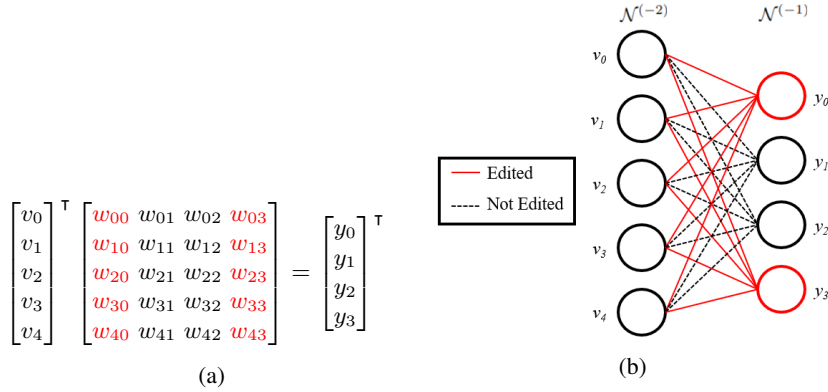 [v₀ v₁ v₂ v₃ v₄]ᵀ
w₀₀ w₀₁ w₀₂ w₀₃
w₁₀ w₁₁ w₁₂ w₁₃
w₂₀ w₂₁ w₂₂ w₂₃
w₃₀ w₃₁ w₃₂ w₃₃
w₄₀ w₄₁ w₄₂ w₄₃
=
[y₀ y₁ y₂ y₃]ᵀ
(a)
𝒩⁽⁻²⁾ 𝒩⁽⁻¹⁾
v₀
v₁
v₂
v₃
v₄
y₀
y₁
y₂
y₃
Edited
Not Edited
(b)